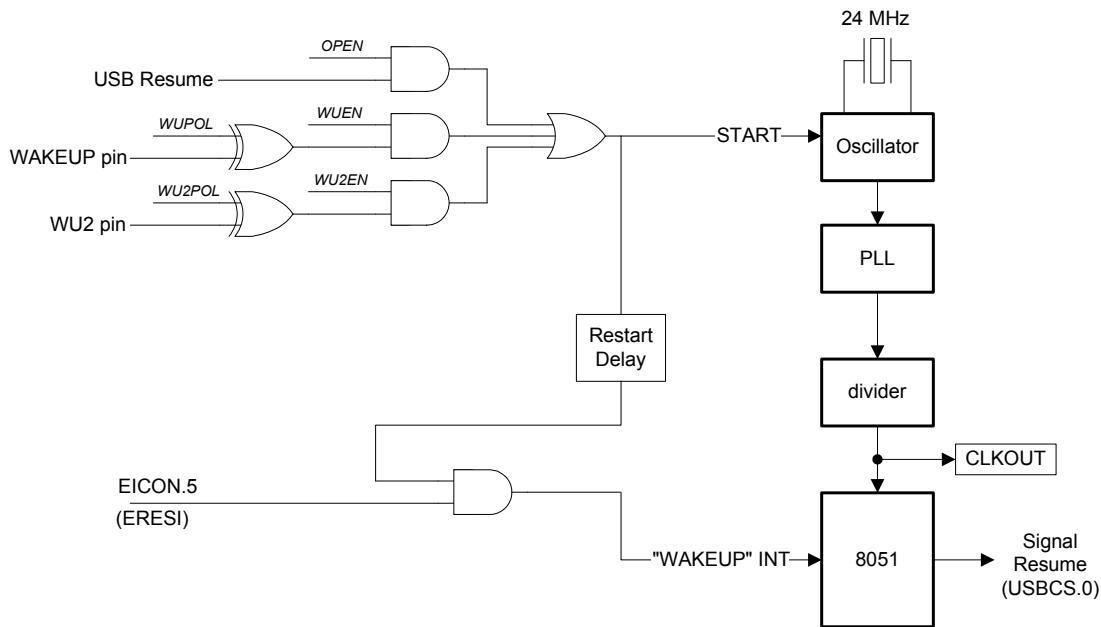 24 MHz
OPEN
USB Resume
WUPOL
WUEN
WAKEUP pin
START
Oscillator
WU2POL
WU2EN
WU2 pin
PLL
Restart
Delay
divider
CLKOUT
EICON.5
(ERESI)
"WAKEUP" INT
8051
Signal
Resume
(USBCS.0)